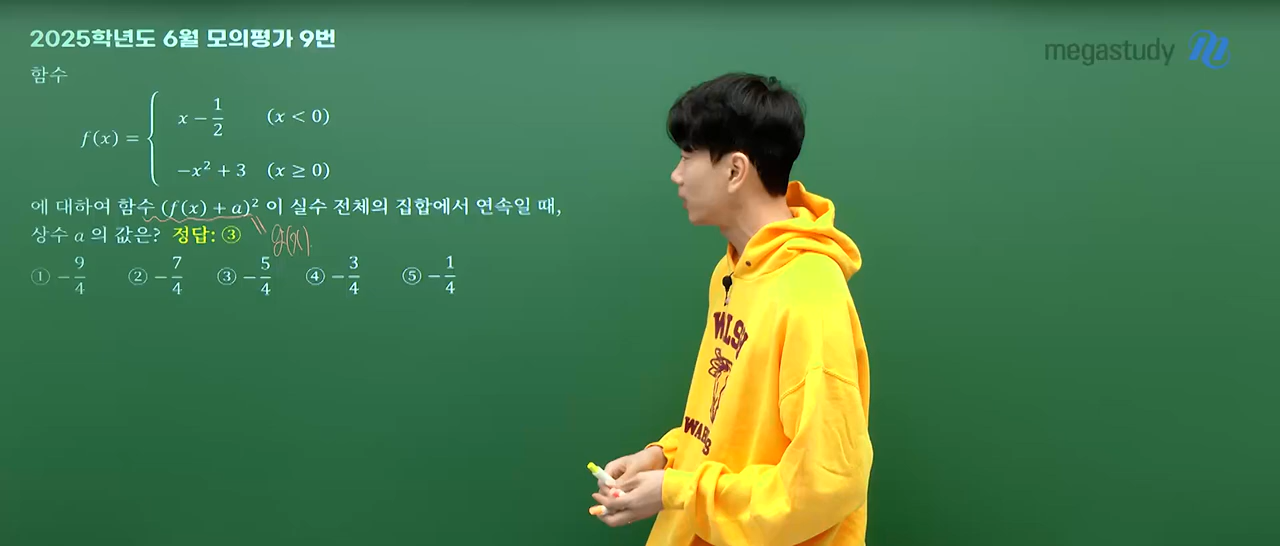 2025학년도 6월 모의평가 9번
megastudy
함수
f(x) = { x − 1/2 (x < 0)
−x² + 3 (x ≥ 0)
에 대하여 함수 (f(x) + a)² 이 실수 전체의 집합에서 연속일 때,
상수 a 의 값은? 정답: ③
g(x).
① −9/4 ② −7/4 ③ −5/4 ④ −3/4 ⑤ −1/4